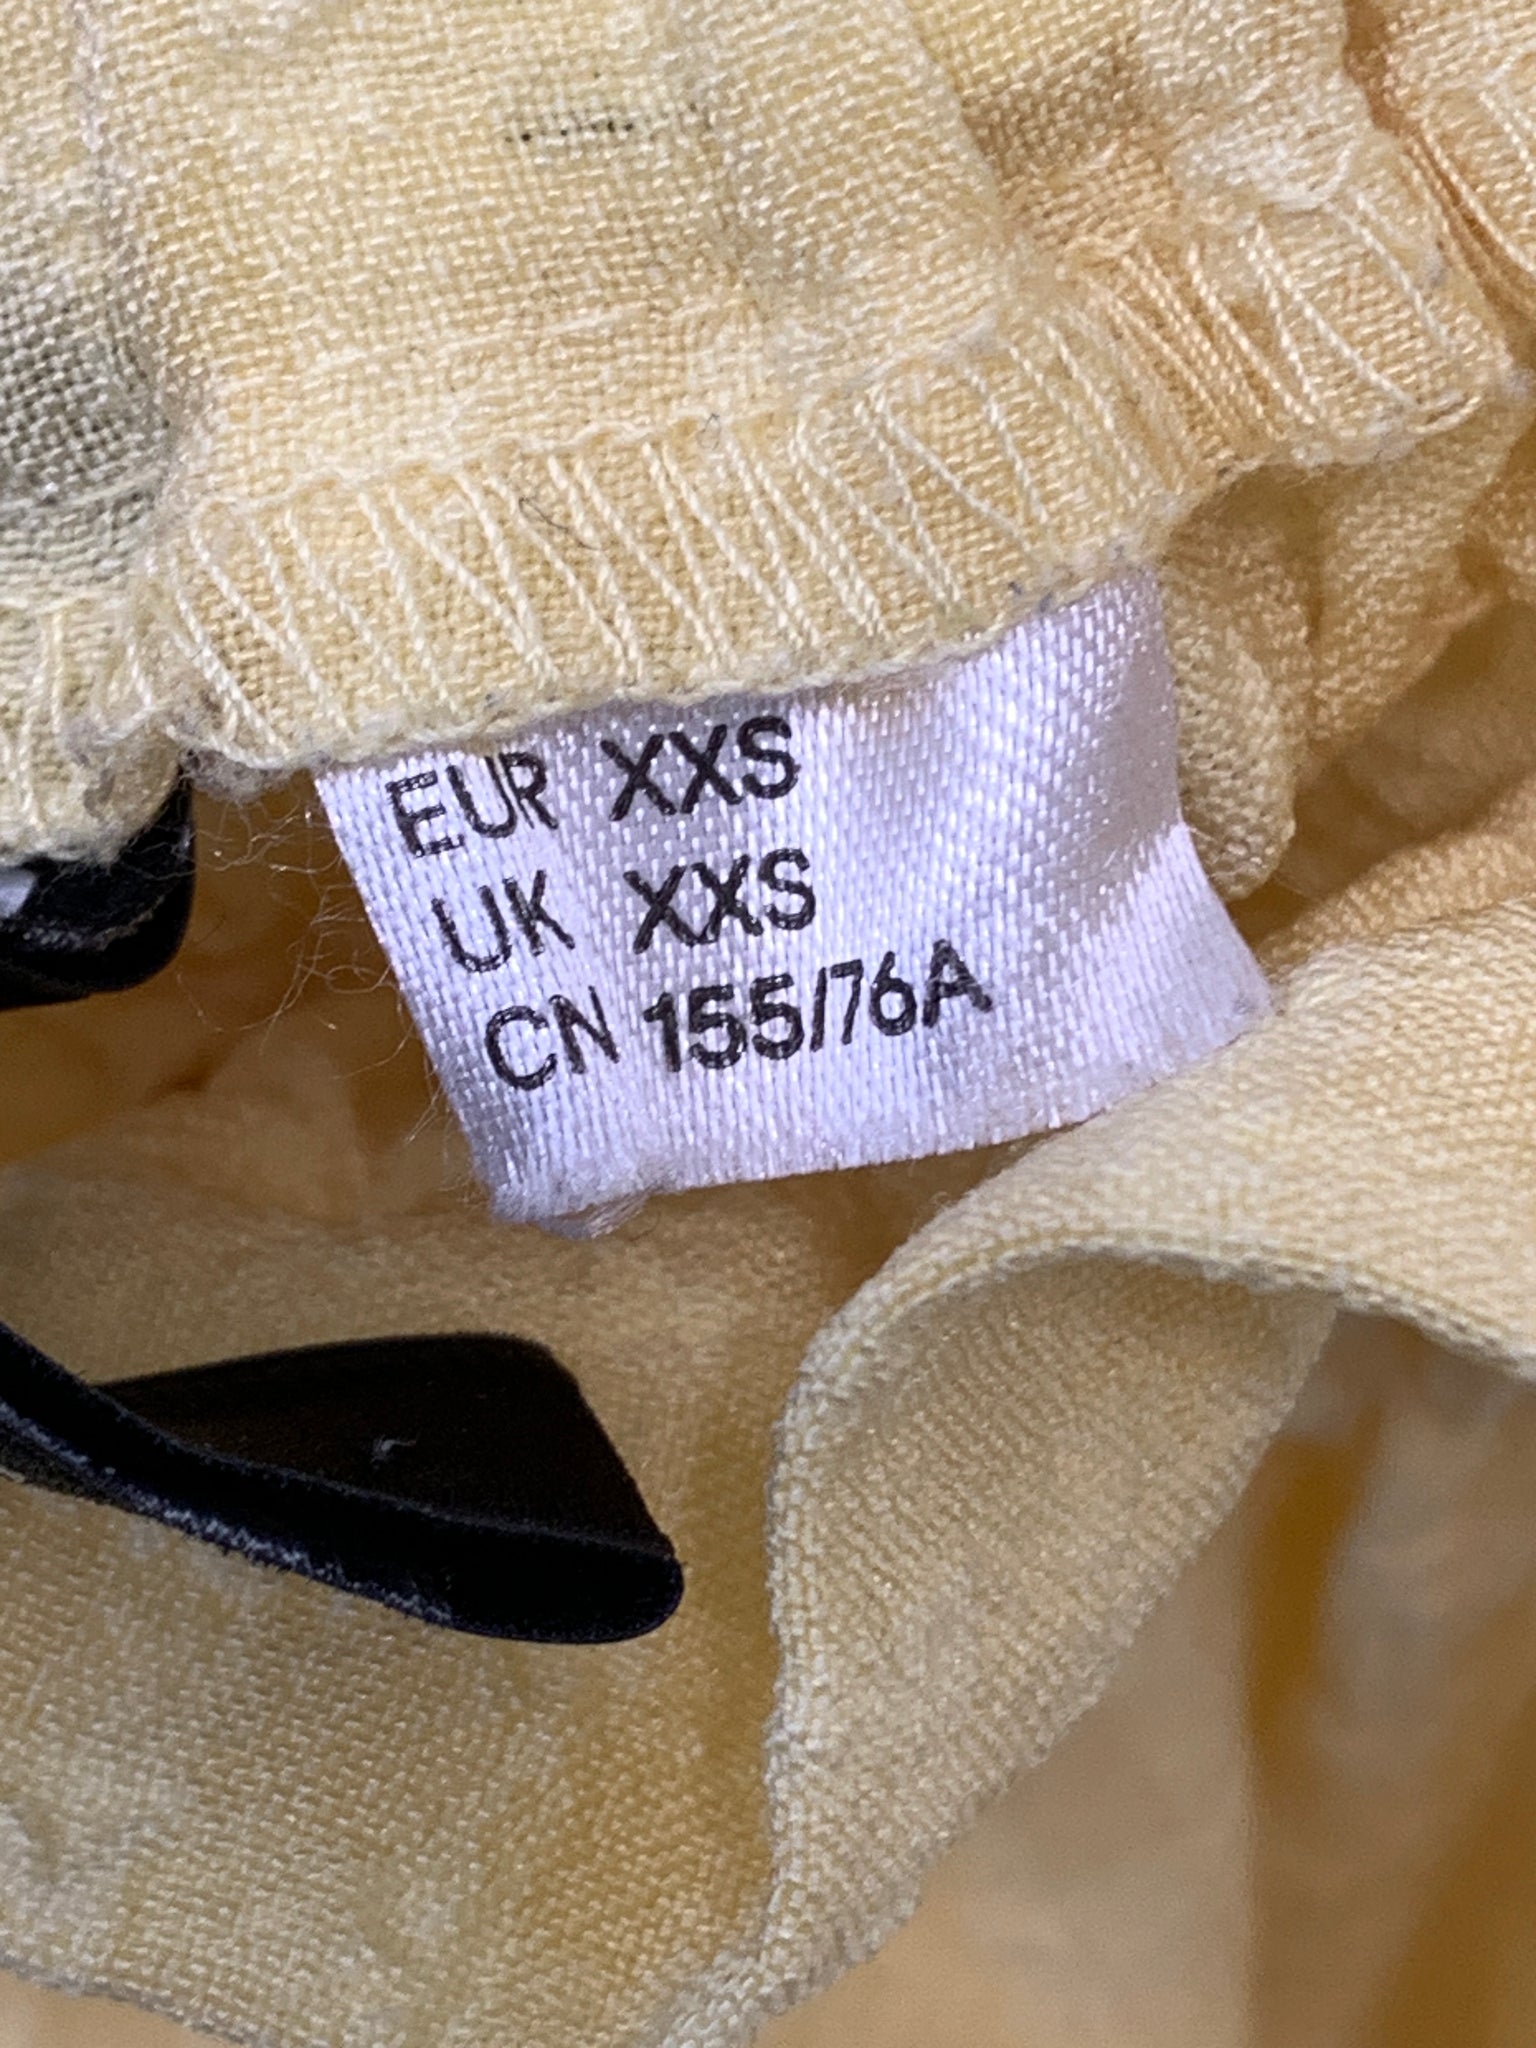 EUR XXS
UK XXS
CN 155/76A